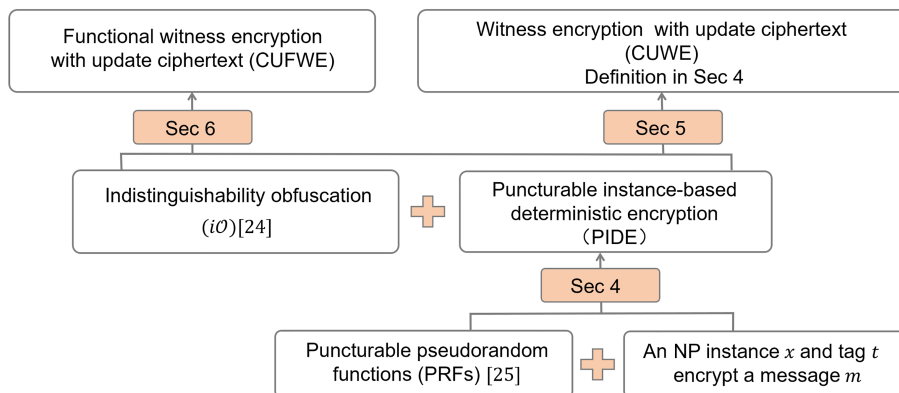 Functional witness encryption
with update ciphertext (CUFWE)
Witness encryption with update ciphertext
(CUWE)
Definition in Sec 4
Sec 6
Sec 5
Indistinguishability obfuscation
(i𝒪)[24]
Puncturable instance-based
deterministic encryption
（PIDE）
Sec 4
Puncturable pseudorandom
functions (PRFs) [25]
An NP instance x and tag t
encrypt a message m